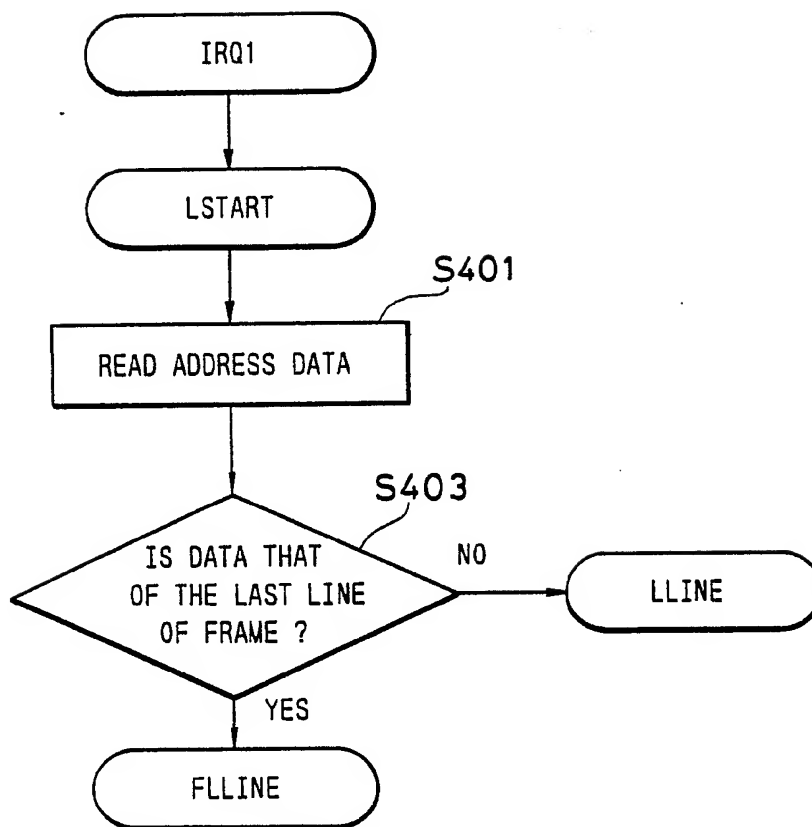 IRQ1
LSTART
S401
READ ADDRESS DATA
S403
IS DATA THAT
OF THE LAST LINE
OF FRAME ?
NO
LLINE
YES
FLLINE